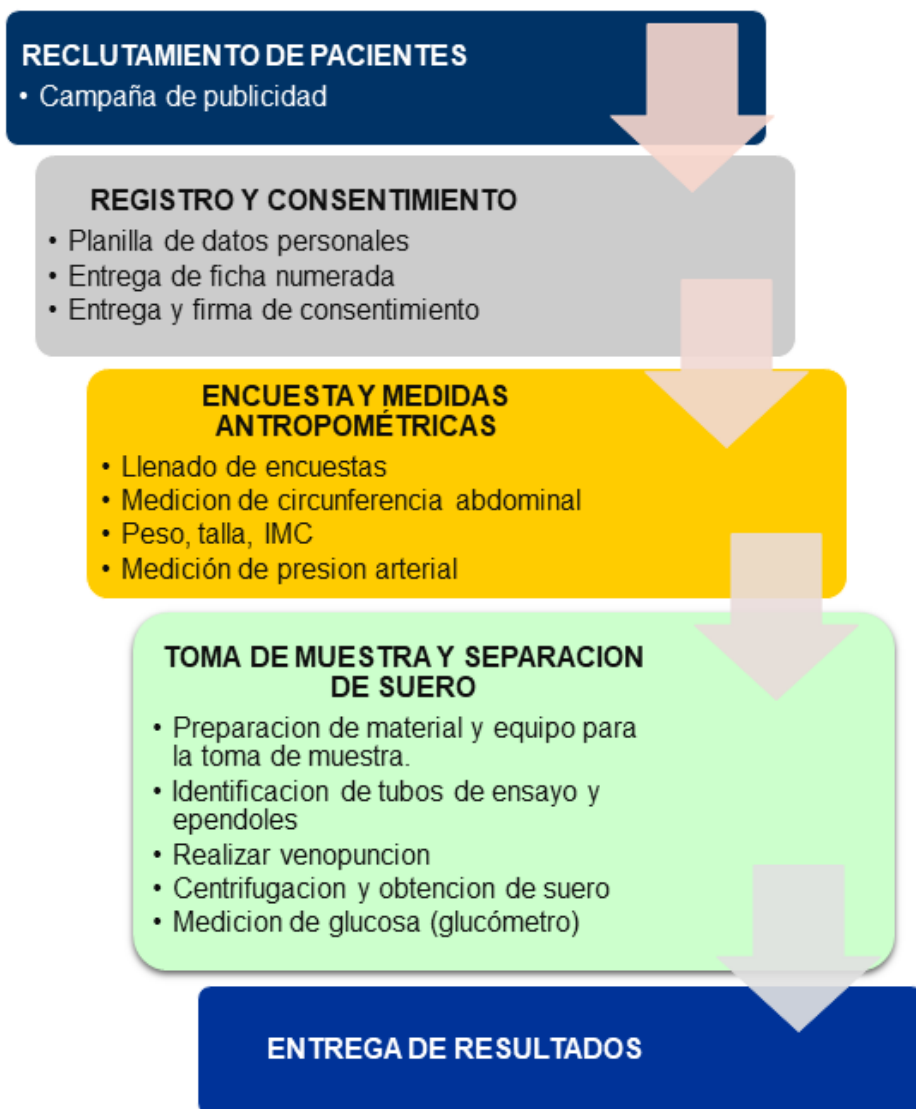 RECLUTAMIENTO DE PACIENTES
• Campaña de publicidad
REGISTRO Y CONSENTIMIENTO
• Planilla de datos personales
• Entrega de ficha numerada
• Entrega y firma de consentimiento
ENCUESTA Y MEDIDAS
ANTROPOMÉTRICAS
• Llenado de encuestas
• Medicion de circunferencia abdominal
• Peso, talla, IMC
• Medición de presion arterial
TOMA DE MUESTRA Y SEPARACION
DE SUERO
• Preparacion de material y equipo para
la toma de muestra.
• Identificacion de tubos de ensayo y
ependoles
• Realizar venopuncion
• Centrifugacion y obtencion de suero
• Medicion de glucosa (glucómetro)
ENTREGA DE RESULTADOS